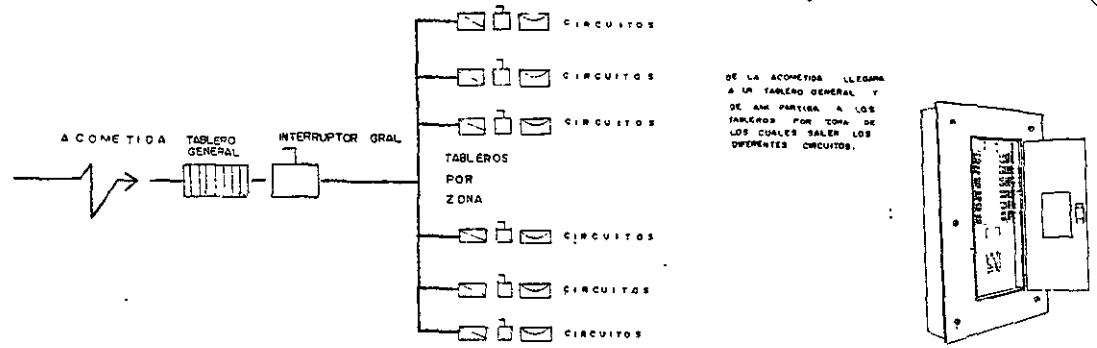 CIRCUITOS
CIRCUITOS
CIRCUITOS
ACOMETIDA
TABLERO
GENERAL
INTERRUPTOR GRAL
TABLEROS
POR
ZONA
CIRCUITOS
CIRCUITOS
CIRCUITOS
DE LA ACOMETIDA LLEGARA
A UN TABLERO GENERAL Y
DE AHI PARTIRA A LOS
TABLEROS POR ZONA DE
LOS CUALES SALEN LOS
DIFERENTES CIRCUITOS.